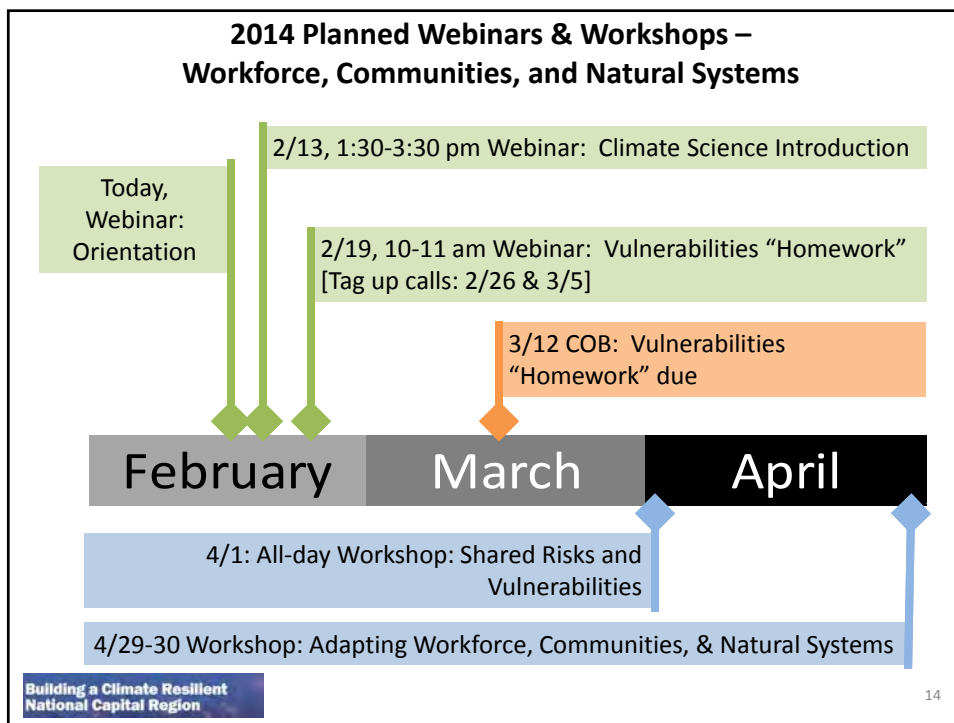 2014 Planned Webinars & Workshops –
Workforce, Communities, and Natural Systems
2/13, 1:30-3:30 pm Webinar:  Climate Science Introduction
Today,
Webinar:
Orientation
2/19, 10-11 am Webinar:  Vulnerabilities “Homework”
[Tag up calls: 2/26 & 3/5]
3/12 COB:  Vulnerabilities
“Homework” due
February
March
April
4/1: All-day Workshop: Shared Risks and
Vulnerabilities
4/29-30 Workshop: Adapting Workforce, Communities, & Natural Systems
Building a Climate Resilient
National Capital Region
14